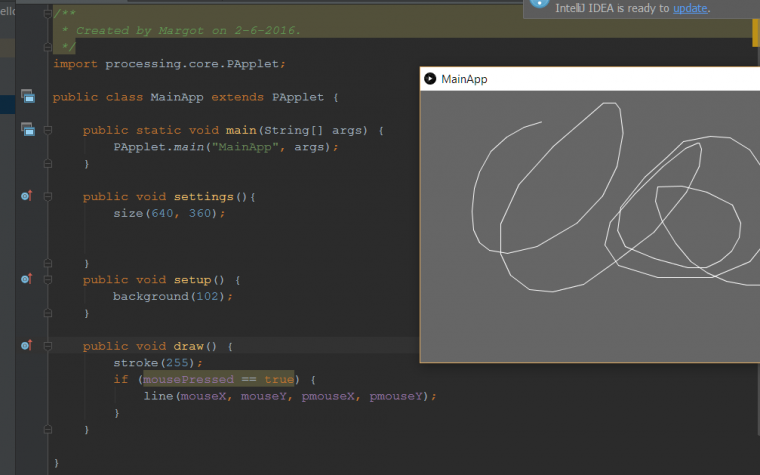 ello
/**
 * Created by Margot on 2-6-2016.
 */
import processing.core.PApplet;
public class MainApp extends PApplet {
public static void main(String[] args) {
PApplet.main("MainApp", args);
}
public void settings(){
size(640, 360);
}
public void setup() {
background(102);
}
public void draw() {
stroke(255);
if (mousePressed == true) {
line(mouseX, mouseY, pmouseX, pmouseY);
}
}
}
IntelliJ IDEA is ready to update.
MainApp